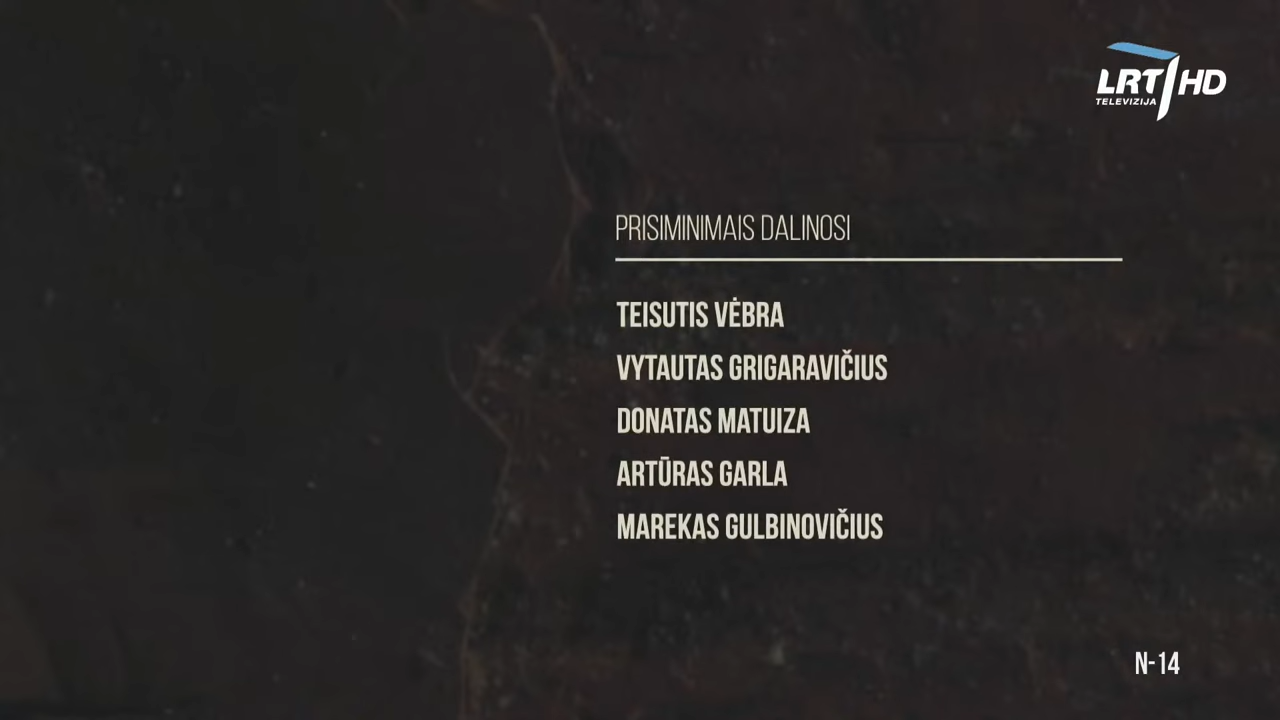 LRT HD
TELEVIZIJA
PRISIMINIMAIS DALINOSI
TEISUTIS VĖBRA
VYTAUTAS GRIGARAVIČIUS
DONATAS MATUIZA
ARTŪRAS GARLA
MAREKAS GULBINOVIČIUS
N-14